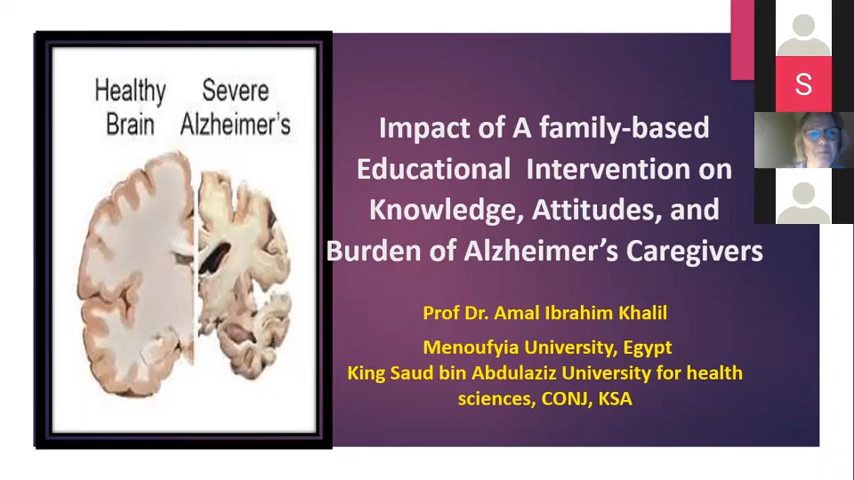 Healthy
Brain
Severe
Alzheimer's
Impact of A family-based
Educational Intervention on
Knowledge, Attitudes, and
Burden of Alzheimer's Caregivers
Prof Dr. Amal Ibrahim Khalil
Menoufyia University, Egypt
King Saud bin Abdulaziz University for health
sciences, CONJ, KSA
S